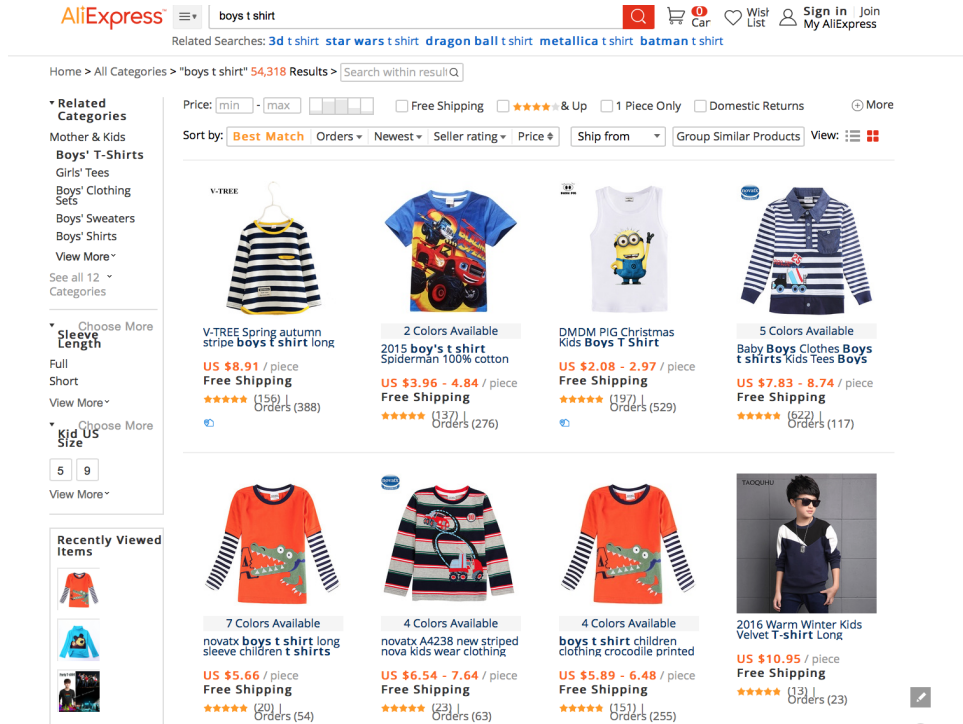 AliExpress™
boys t shirt
0
Car
Wish List
Sign in | Join
My AliExpress
Related Searches: 3d t shirt star wars t shirt dragon ball t shirt metallica t shirt batman t shirt
Home > All Categories > "boys t shirt" 54,318 Results >
Search within result
Related Categories
Mother & Kids
Boys' T-Shirts
Girls' Tees
Boys' Clothing Sets
Boys' Sweaters
Boys' Shirts
View More
See all 12 Categories
Choose More
Sleeve Length
Full
Short
View More
Choose More
Kid US Size
5 9
View More
Recently Viewed Items
Price: min - max
Free Shipping
& Up
1 Piece Only
Domestic Returns
More
Sort by: Best Match Orders Newest Seller rating Price
Ship from
Group Similar Products
View:
V-TREE
V-TREE Spring autumn
stripe boys t shirt long
US $8.91 / piece
Free Shipping
(156) |
Orders (388)
2 Colors Available
2015 boy's t shirt
Spiderman 100% cotton
US $3.96 - 4.84 / piece
Free Shipping
(137) |
Orders (276)
DMDM PIG Christmas
Kids Boys T Shirt
US $2.08 - 2.97 / piece
Free Shipping
(197) |
Orders (529)
novatx
5 Colors Available
Baby Boys Clothes Boys
t shirts Kids Tees Boys
US $7.83 - 8.74 / piece
Free Shipping
(622) |
Orders (117)
7 Colors Available
novatx boys t shirt long
sleeve children t shirts
US $5.66 / piece
Free Shipping
(20) |
Orders (54)
novatx
4 Colors Available
novatx A4238 new striped
nova kids wear clothing
US $6.54 - 7.64 / piece
Free Shipping
(23) |
Orders (63)
4 Colors Available
boys t shirt children
clothing crocodile printed
US $5.89 - 6.48 / piece
Free Shipping
(151) |
Orders (255)
TAOQUHU
2016 Warm Winter Kids
Velvet T-shirt Long
US $10.95 / piece
Free Shipping
(13) |
Orders (23)